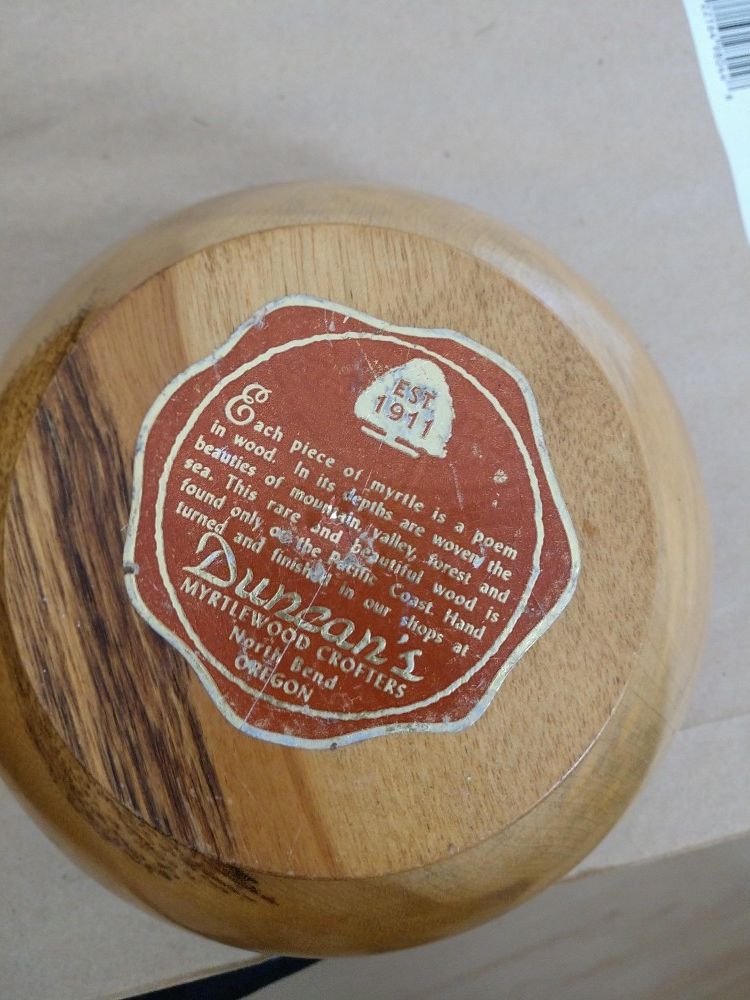 EST.
1911
Each piece of myrtle is a poem
in wood. In its depths are woven the
beauties of mountain, valley, forest and
sea. This rare and beautiful wood is
found only on the Pacific Coast. Hand
turned and finished in our shops at
Duncan's
MYRTLEWOOD CROFTERS
North Bend
OREGON